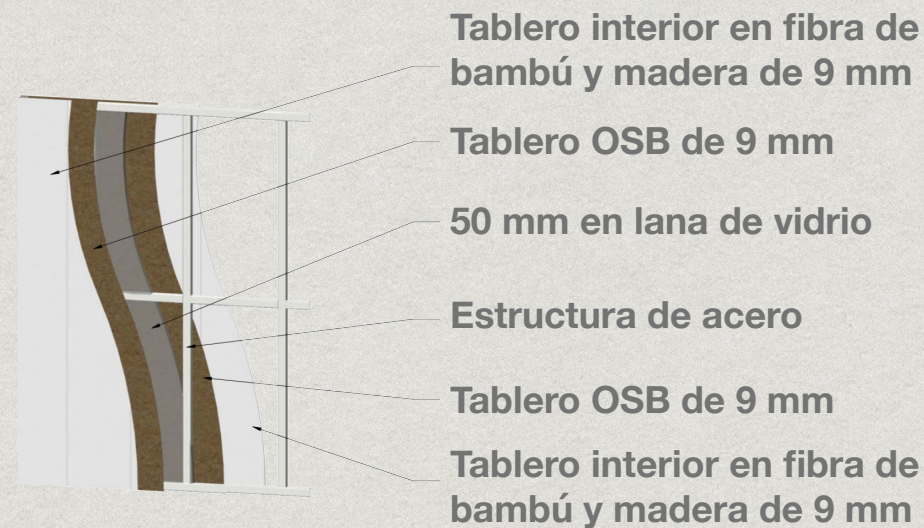 Tablero interior en fibra de
bambú y madera de 9 mm
Tablero OSB de 9 mm
50 mm en lana de vidrio
Estructura de acero
Tablero OSB de 9 mm
Tablero interior en fibra de
bambú y madera de 9 mm